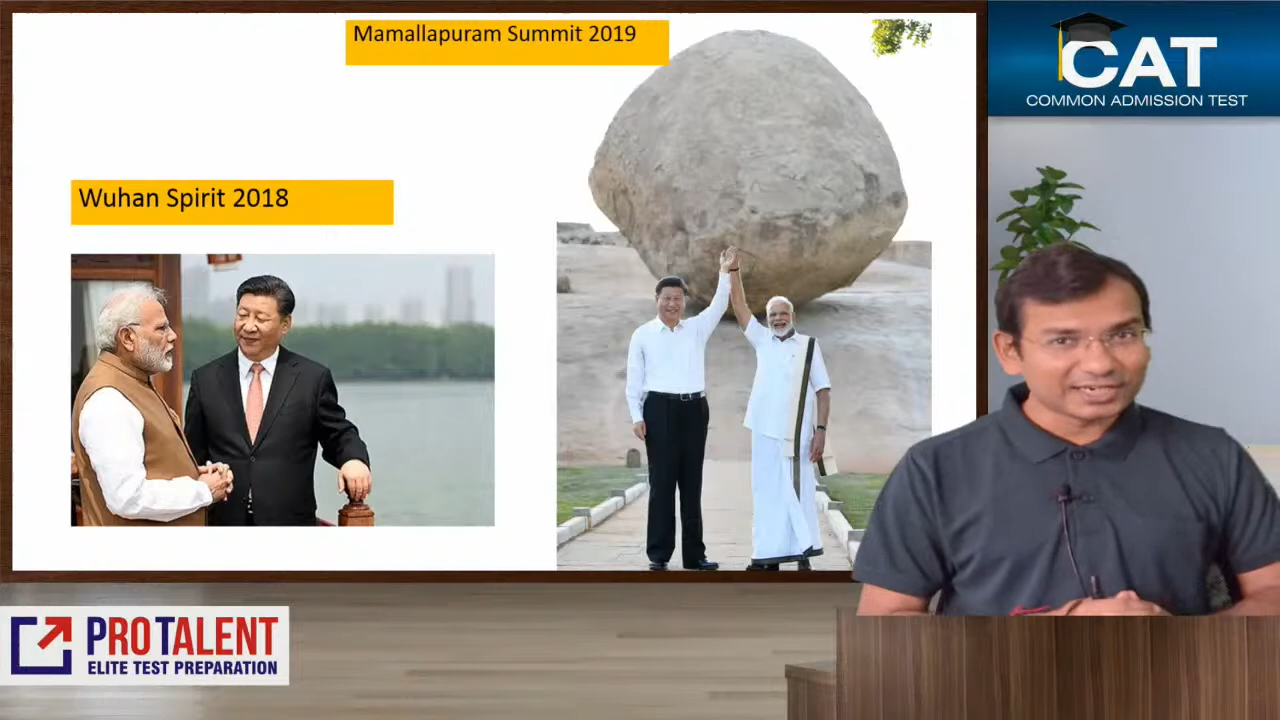 Mamallapuram Summit 2019
Wuhan Spirit 2018
CAT
COMMON ADMISSION TEST
PROTALENT
ELITE TEST PREPARATION